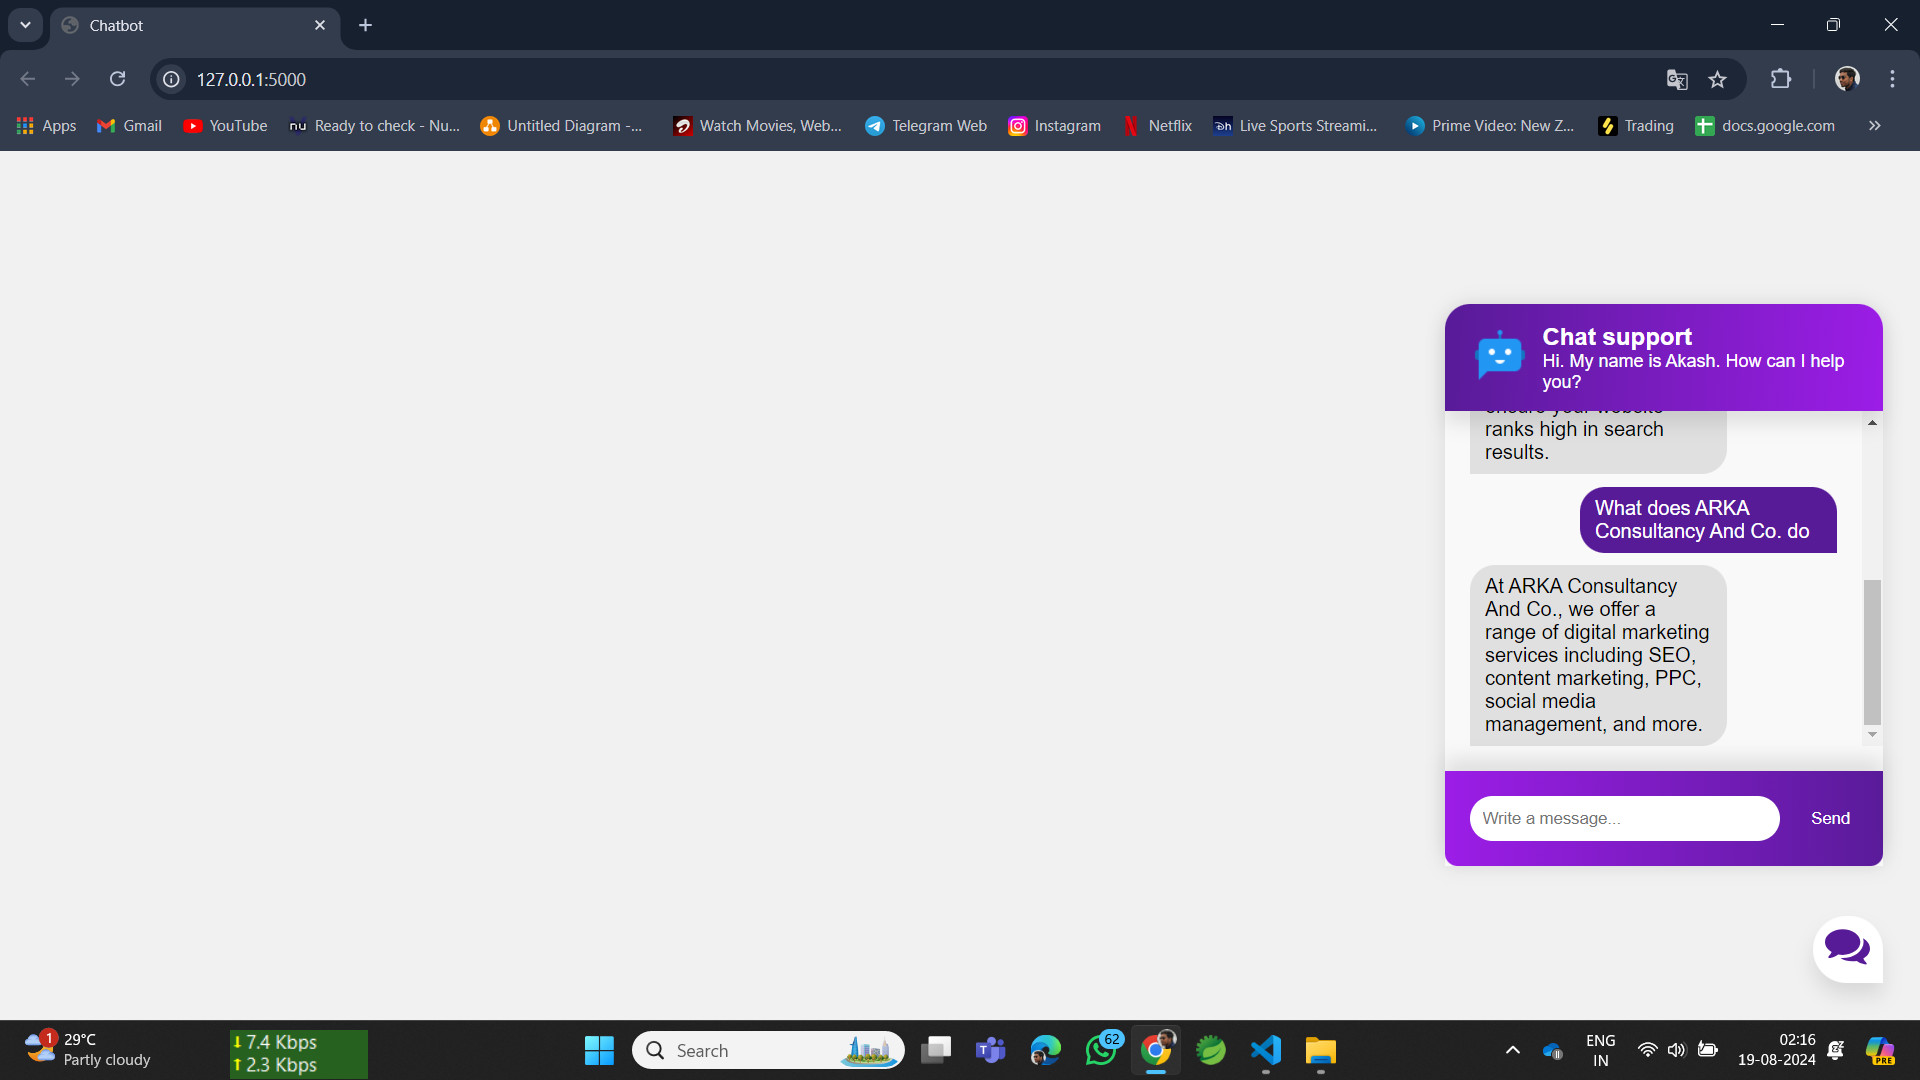 Chatbot
127.0.0.1:5000
Apps
Gmail
YouTube
nu Ready to check - Nu...
Untitled Diagram -...
Watch Movies, Web...
Telegram Web
Instagram
Netflix
Live Sports Streami...
Prime Video: New Z...
Trading
docs.google.com
Chat support
Hi. My name is Akash. How can I help
you?
ensure your website
ranks high in search
results.
What does ARKA
Consultancy And Co. do
At ARKA Consultancy
And Co., we offer a
range of digital marketing
services including SEO,
content marketing, PPC,
social media
management, and more.
Write a message...
Send
1
29°C
Partly cloudy
7.4 Kbps
2.3 Kbps
Search
62
ENG
IN
02:16
19-08-2024
PRE